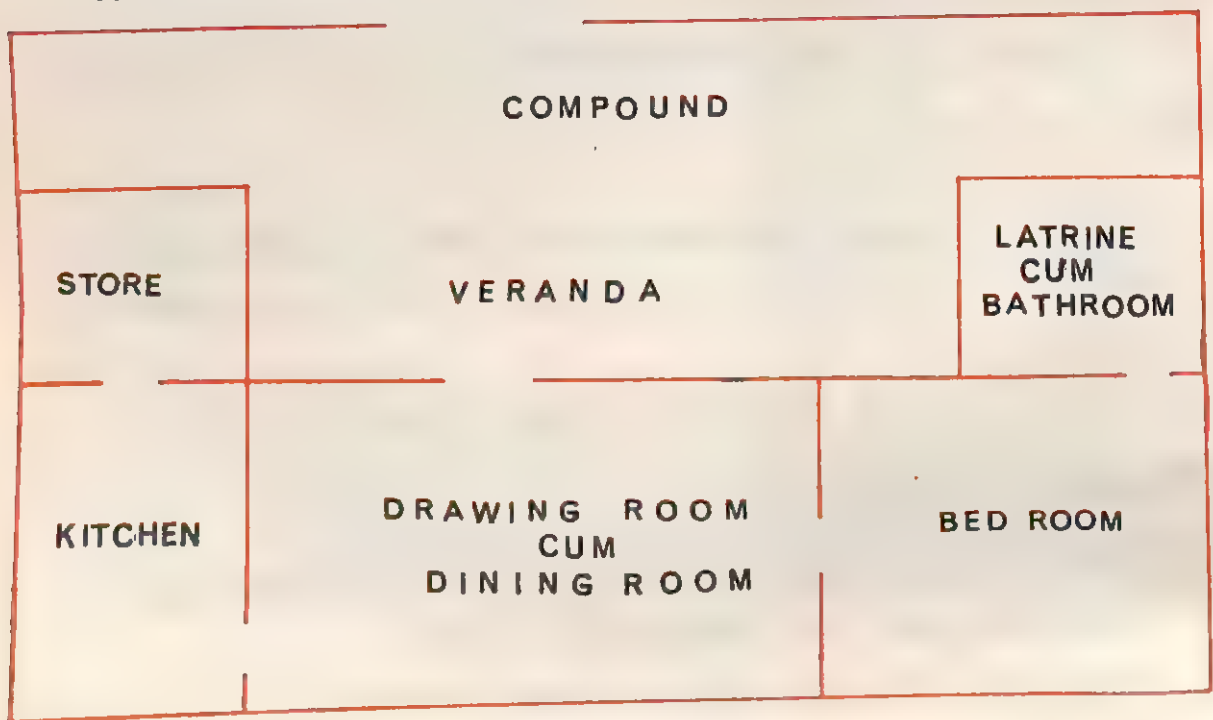 COMPOUND
STORE
VERANDA
LATRINE
CUM
BATHROOM
KITCHEN
DRAWING ROOM
CUM
DINING ROOM
BED ROOM